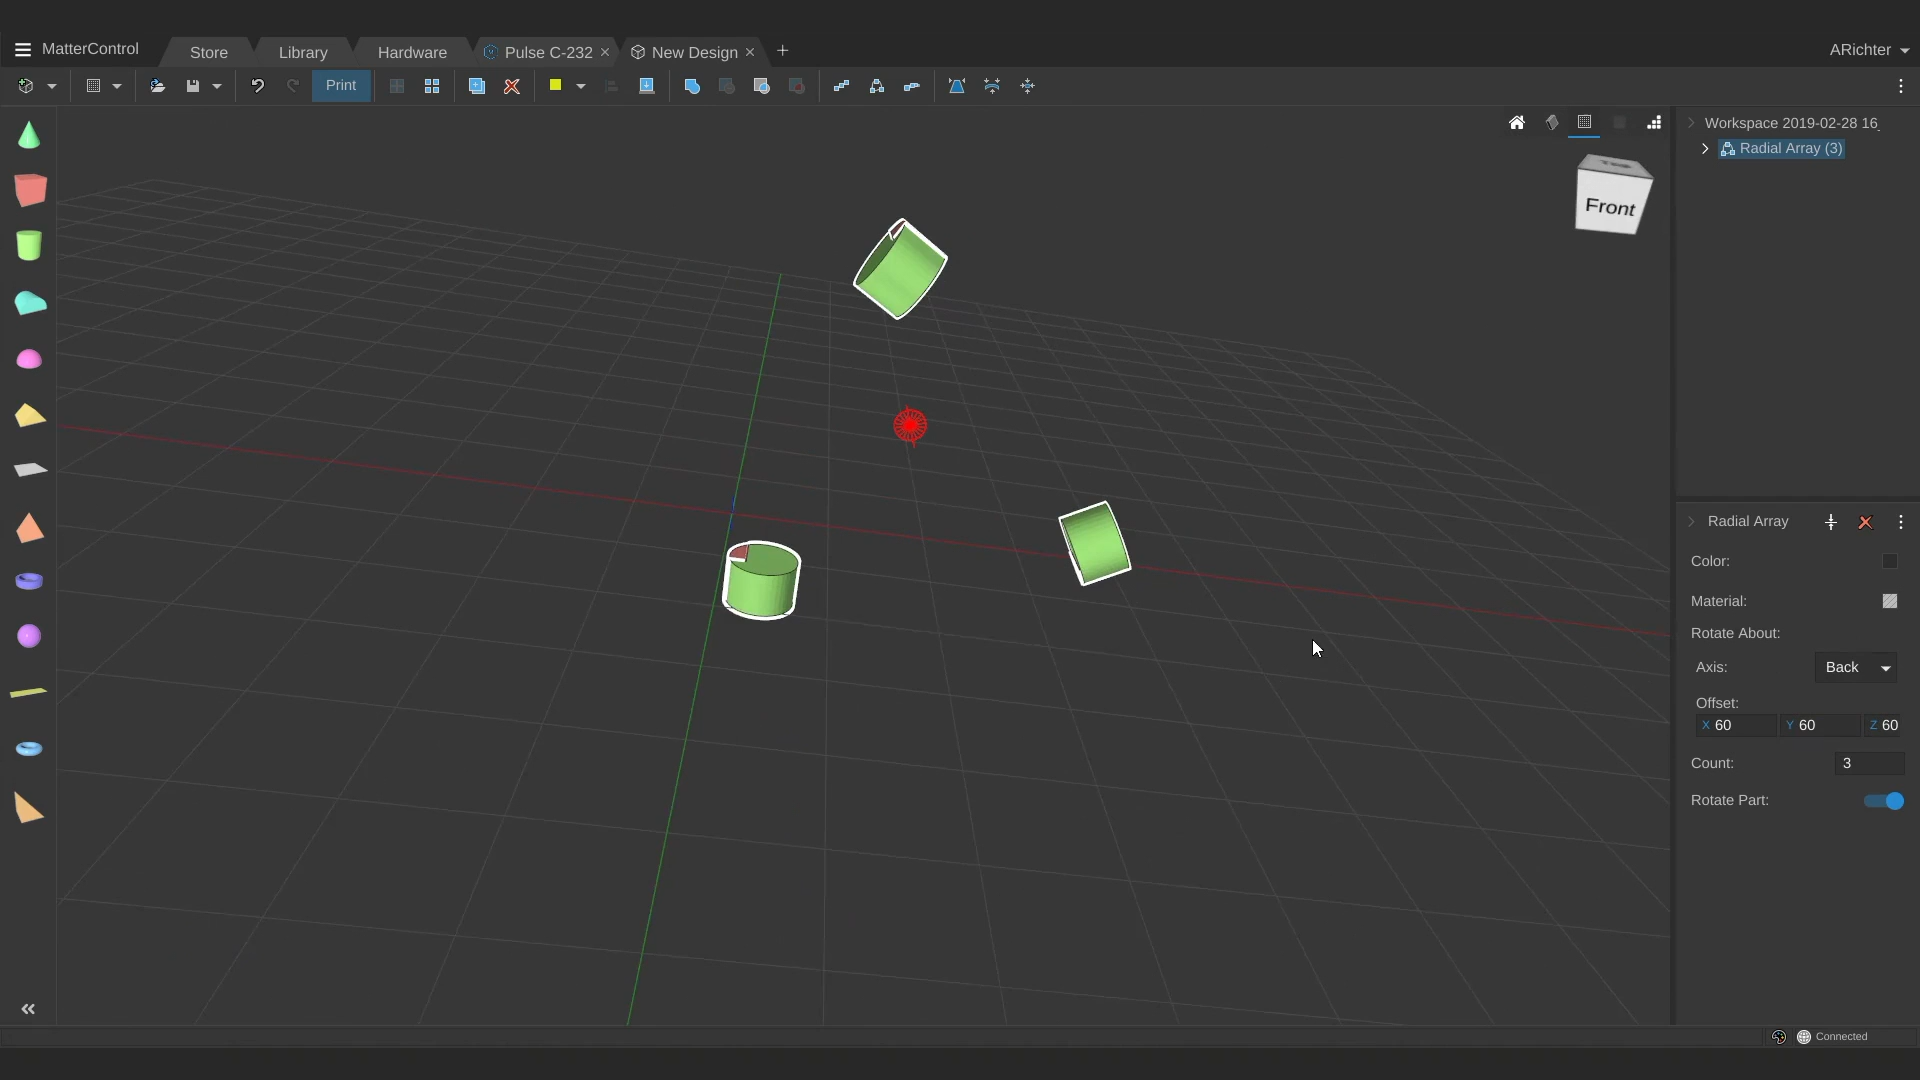 MatterControl
Store
Library
Hardware
Pulse C-232
New Design
ARichter
Print
Workspace 2019-02-28 16_
Radial Array (3)
Front
Radial Array
Color:
Material:
Rotate About:
Axis: Back
Offset:
X 60 Y 60 Z 60
Count: 3
Rotate Part:
Connected